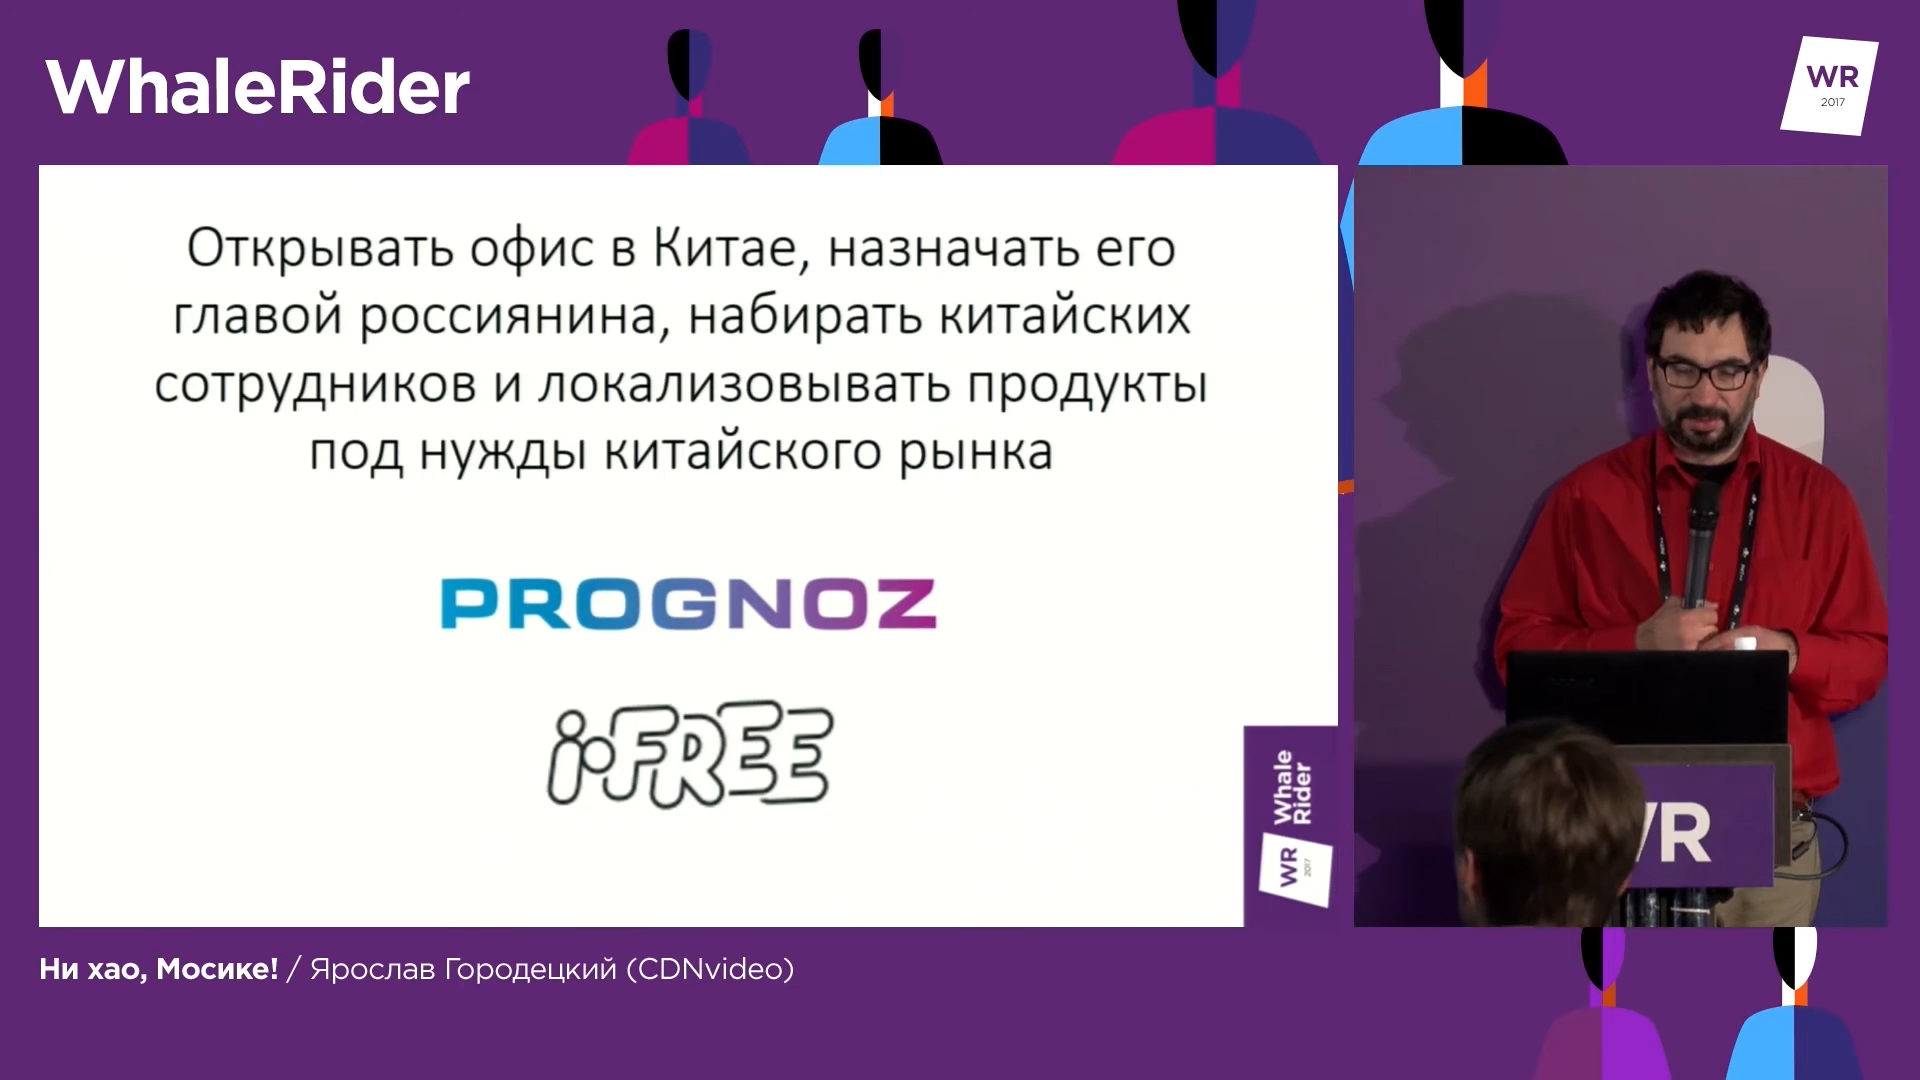 WhaleRider
WR
2017
Открывать офис в Китае, назначать его
главой россиянина, набирать китайских
сотрудников и локализовывать продукты
под нужды китайского рынка
PROGNOZ
i-FREE
Whale
Rider
WR
2017
WR
Ни хао, Мосике! / Ярослав Городецкий (CDNvideo)